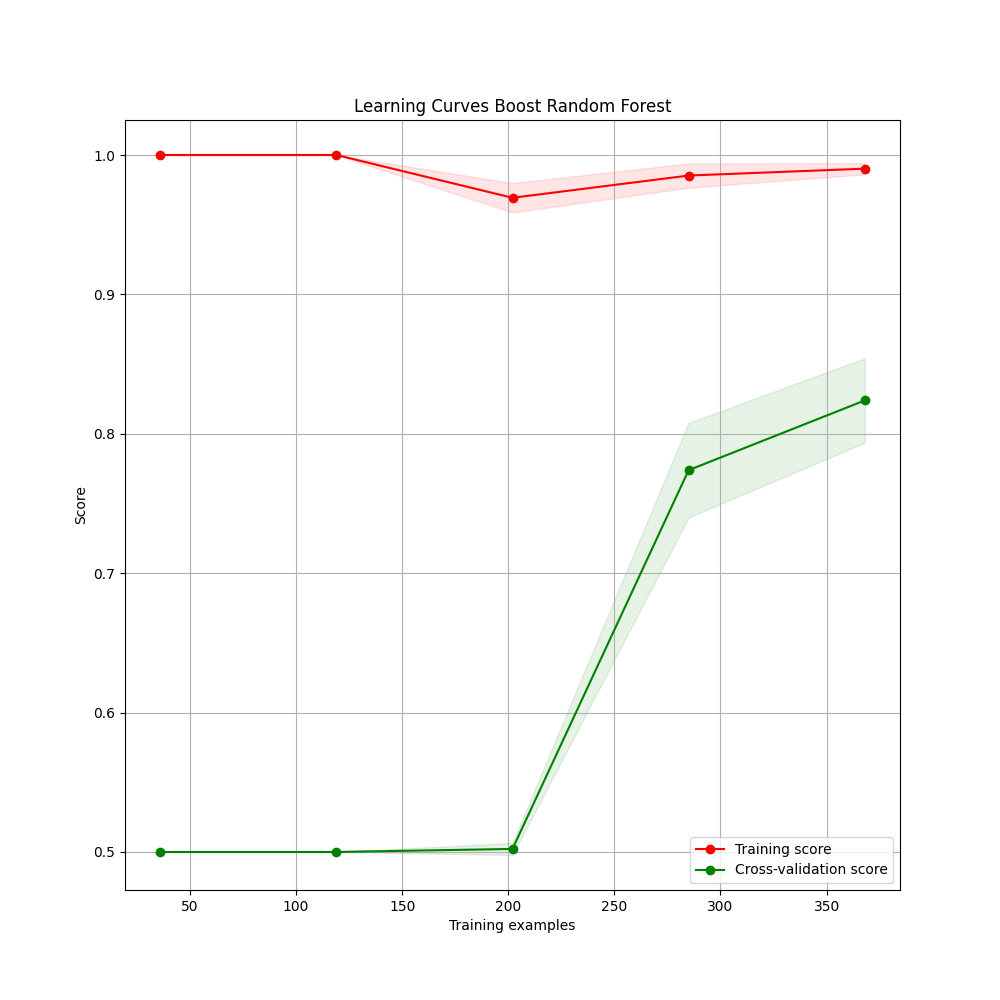 Learning Curves Boost Random Forest
1.0
0.9
0.8
0.7
0.6
0.5
Score
50 100 150 200 250 300 350
Training examples
Training score
Cross-validation score